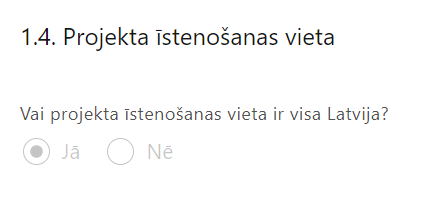 1.4. Projekta īstenošanas vieta
Vai projekta īstenošanas vieta ir visa Latvija?
Jā Nē